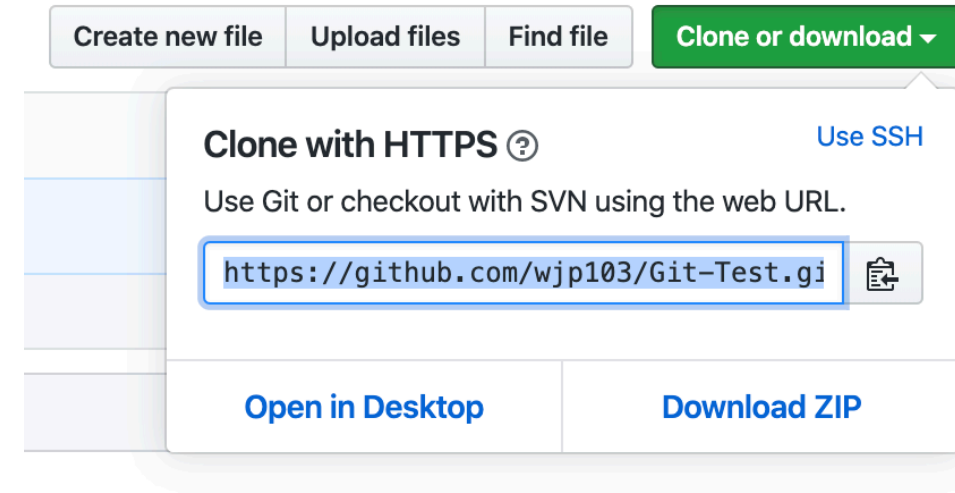 Create new file Upload files Find file Clone or download
Clone with HTTPS Use SSH
Use Git or checkout with SVN using the web URL.
https://github.com/wjp103/Git-Test.gi
Open in Desktop Download ZIP